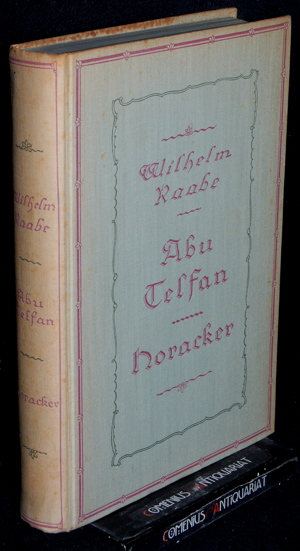 Wilhelm
Raabe
Abu
Telfan
Horacker
Wilhelm
Raabe
Abu
Telfan
Horacker
COMENIUS ANTIQUARIAT
COMENIUS ANTIQUARIAT